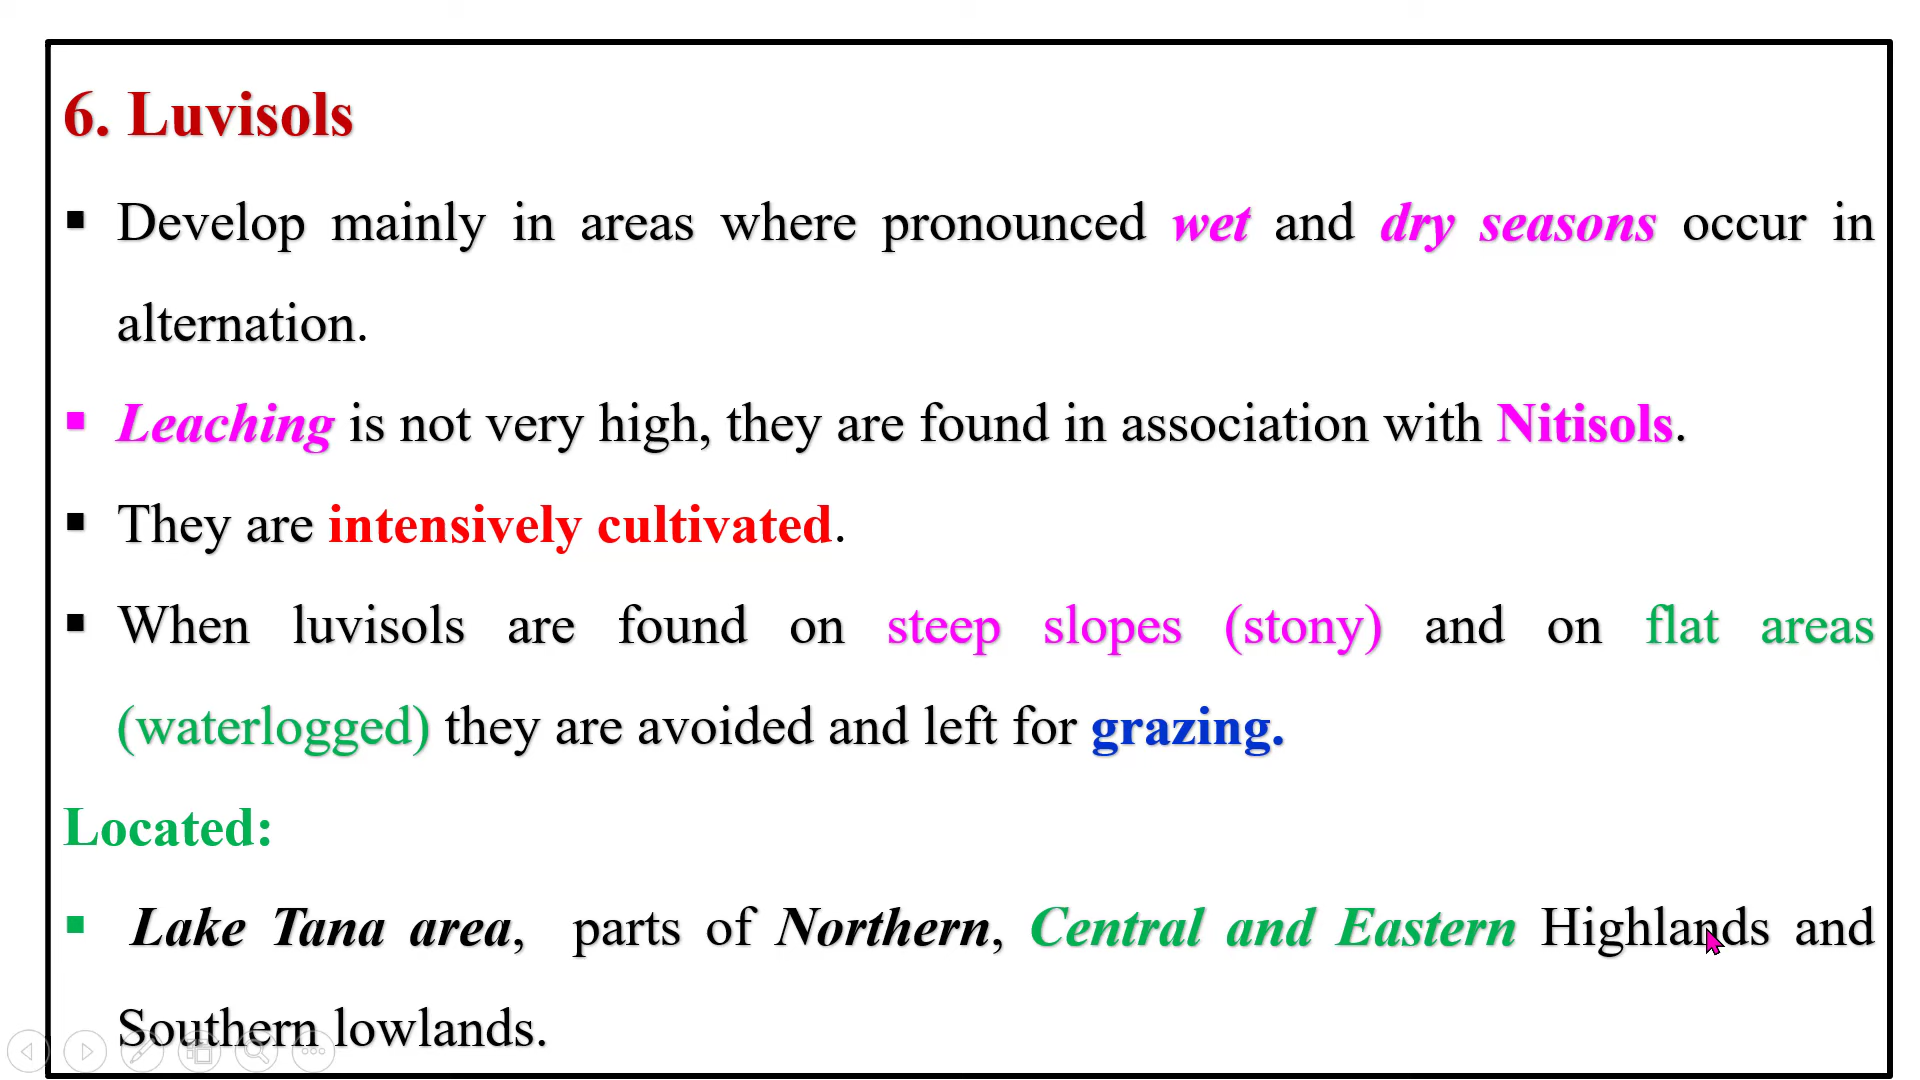 6. Luvisols
▪ Develop mainly in areas where pronounced wet and dry seasons occur in
alternation.
▪ Leaching is not very high, they are found in association with Nitisols.
▪ They are intensively cultivated.
▪ When luvisols are found on steep slopes (stony) and on flat areas
(waterlogged) they are avoided and left for grazing.
Located:
▪ Lake Tana area, parts of Northern, Central and Eastern Highlands and
Southern lowlands.